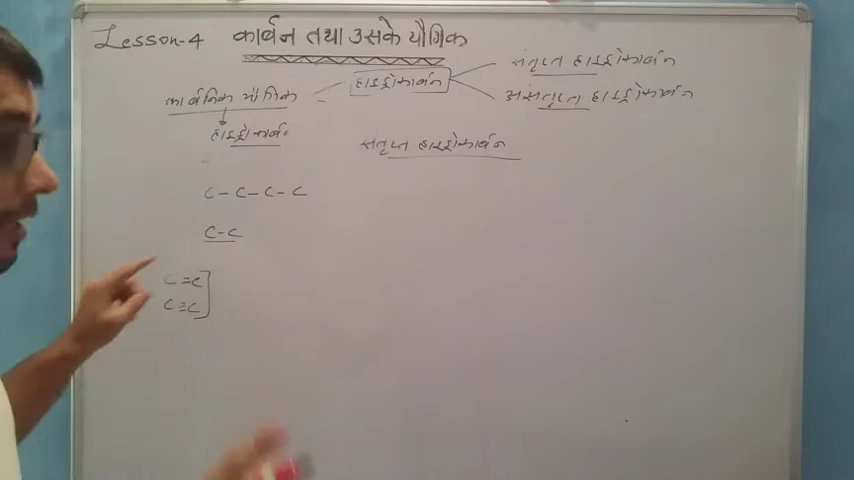 Lesson-4 कार्बन तथा उसके यौगिक
संतृप्त हाइड्रोकार्बन
हाइड्रोकार्बन
कार्बनिक यौगिक
असंतृप्त हाइड्रोकार्बन
हाइड्रोकार्बन
संतृप्त हाइड्रोकार्बन
C-C-C-C
C-C
C=C
C≡C